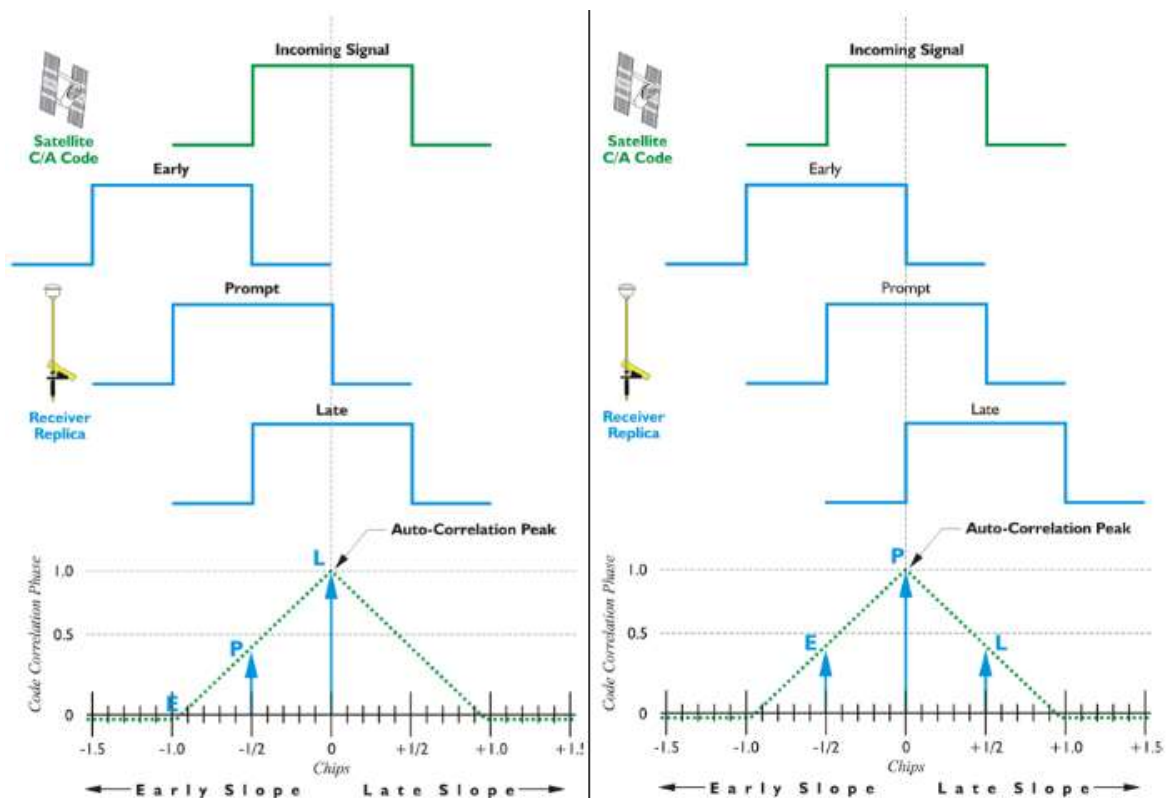 Incoming Signal
Satellite
C/A Code
Early
Prompt
Receiver
Replica
Late
Auto-Correlation Peak
Code Correlation Phase
1.0
0.5
0
L
P
E
-1.5 -1.0 -1/2 0 +1/2 +1.0 +1.5
Chips
Early Slope Late Slope
Incoming Signal
Satellite
C/A Code
Early
Prompt
Receiver
Replica
Late
Auto-Correlation Peak
Code Correlation Phase
1.0
0.5
0
P
E L
-1.5 -1.0 -1/2 0 +1/2 +1.0 +1.5
Chips
Early Slope Late Slope